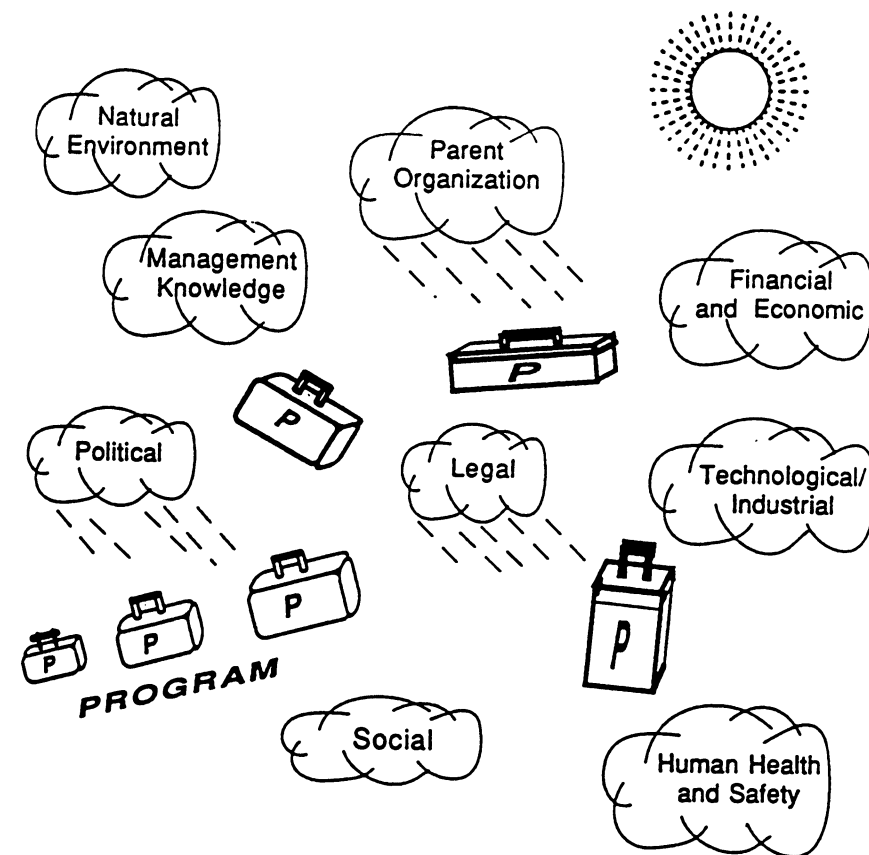 Natural
Environment
Parent
Organization
Management
Knowledge
Financial
and Economic
P
P
Political
Legal
Technological/
Industrial
P
P
P
P
PROGRAM
Social
Human Health
and Safety